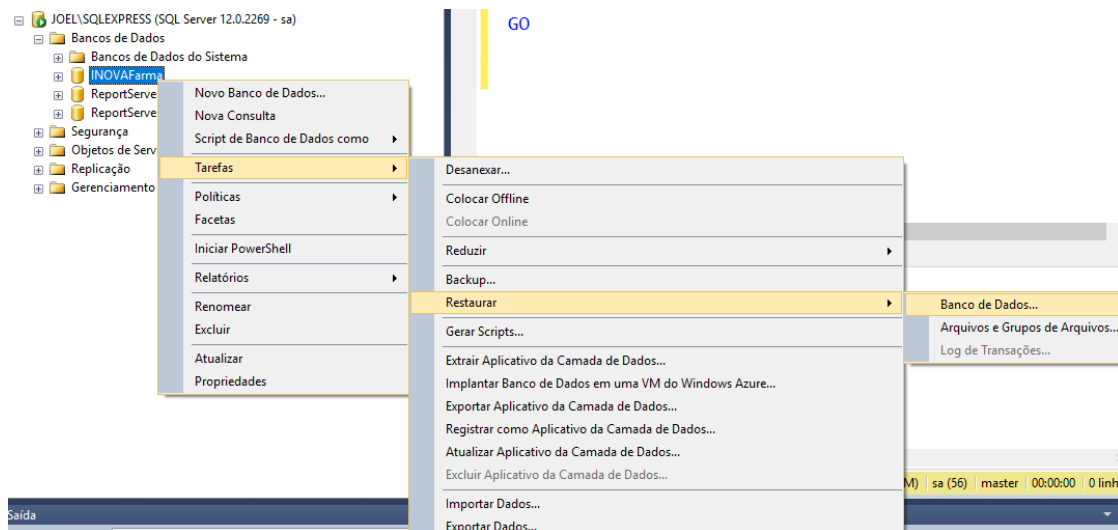 JOEL\SQLEXPRESS (SQL Server 12.0.2269 - sa)
Bancos de Dados
Bancos de Dados do Sistema
INOVAFarma
ReportServe
ReportServe
Segurança
Objetos de Serv
Replicação
Gerenciamento
GO
Novo Banco de Dados...
Nova Consulta
Script de Banco de Dados como
Tarefas
Políticas
Facetas
Iniciar PowerShell
Relatórios
Renomear
Excluir
Atualizar
Propriedades
Desanexar...
Colocar Offline
Colocar Online
Reduzir
Backup...
Restaurar
Gerar Scripts...
Extrair Aplicativo da Camada de Dados...
Implantar Banco de Dados em uma VM do Windows Azure...
Exportar Aplicativo da Camada de Dados...
Registrar como Aplicativo da Camada de Dados...
Atualizar Aplicativo da Camada de Dados...
Excluir Aplicativo da Camada de Dados...
Importar Dados...
Exportar Dados...
Banco de Dados...
Arquivos e Grupos de Arquivos...
Log de Transações...
M) sa (56) master 00:00:00 0 linh
Saída